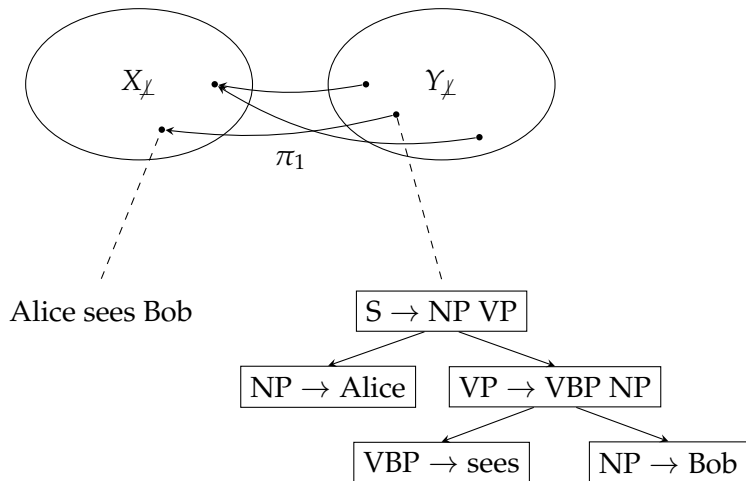 X⊥̸ Y⊥̸
π1
Alice sees Bob S → NP VP
NP → Alice VP → VBP NP
VBP → sees NP → Bob